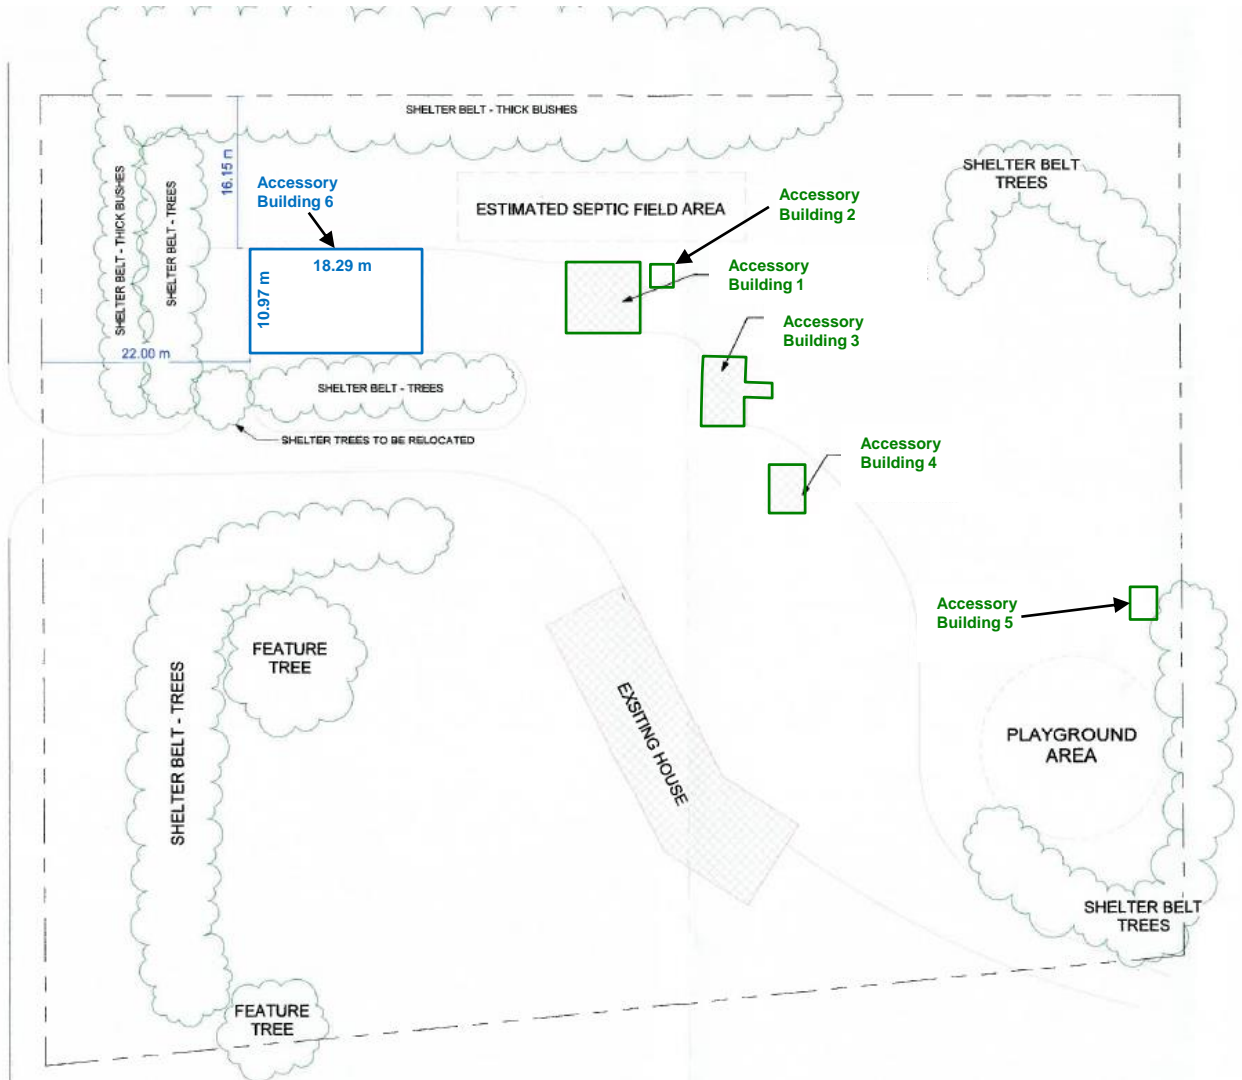 SHELTER BELT - THICK BUSHES
SHELTER BELT - THICK BUSHES
SHELTER BELT - TREES
16.15 m
Accessory
Building 6
18.29 m
10.97 m
22.00 m
ESTIMATED SEPTIC FIELD AREA
Accessory
Building 2
Accessory
Building 1
Accessory
Building 3
SHELTER BELT
TREES
SHELTER BELT - TREES
SHELTER TREES TO BE RELOCATED
Accessory
Building 4
Accessory
Building 5
FEATURE
TREE
SHELTER BELT - TREES
EXSITING HOUSE
PLAYGROUND
AREA
SHELTER BELT
TREES
FEATURE
TREE